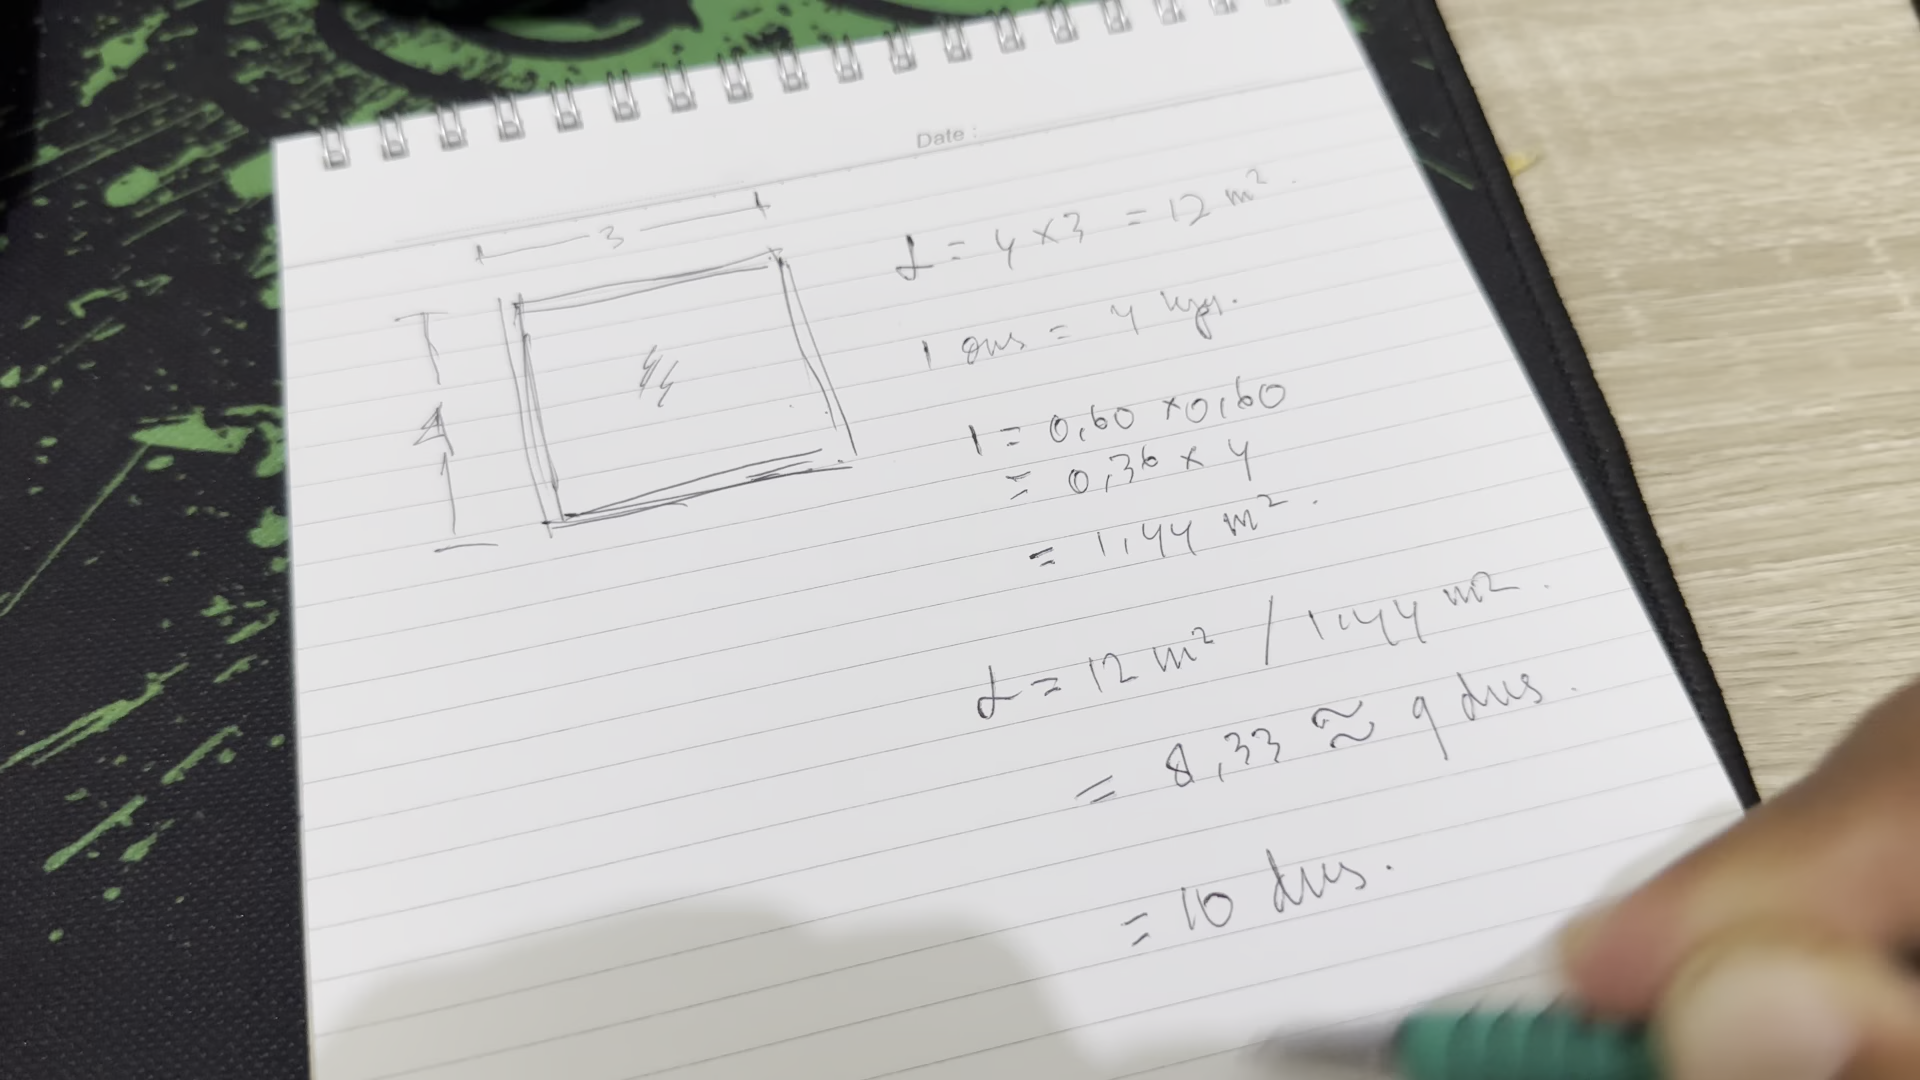 Date :
3
4
L = 4 x 3 = 12 m².
1 dus = 4 kpg.
1 = 0,60 x 0,60
= 0,36 x 4
= 1,44 m².
L = 12 m² / 1.44 m².
= 8,33 ≈ 9 dus.
= 10 dus.